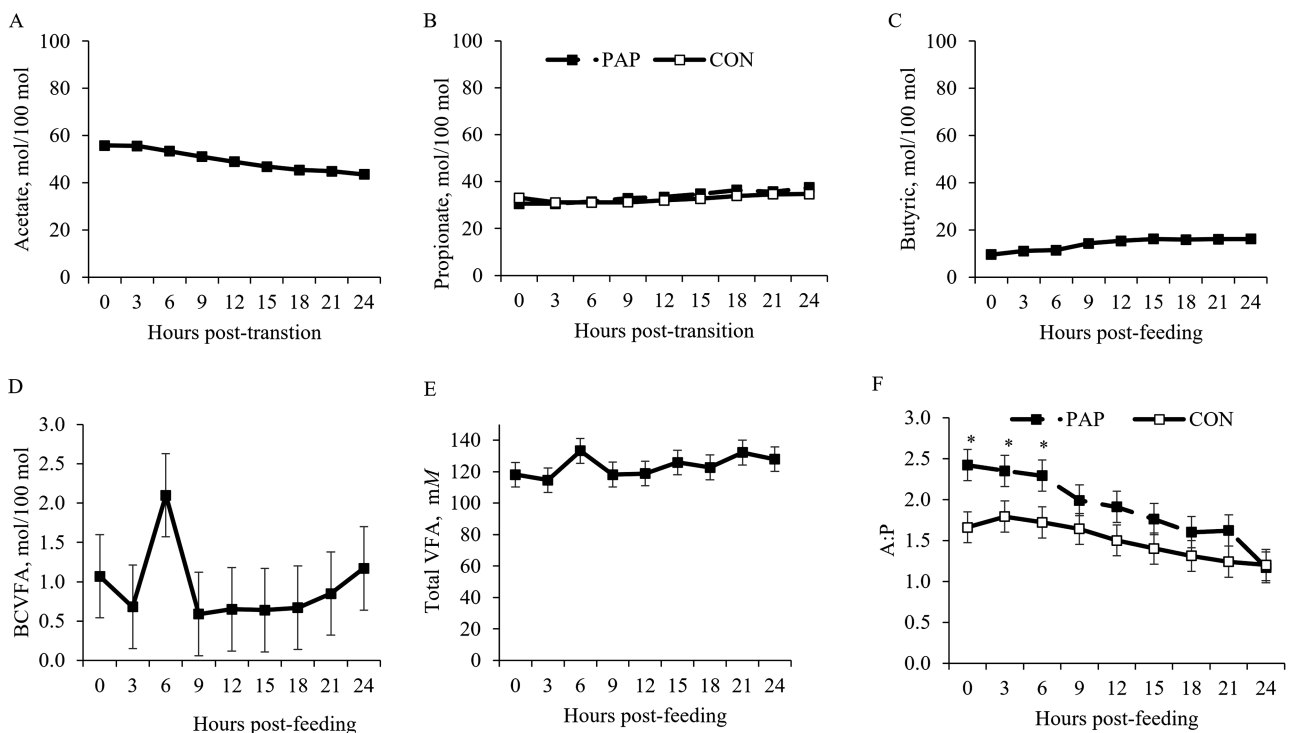 A
100
80
60
40
20
0
Acetate, mol/100 mol
0 3 6 9 12 15 18 21 24
Hours post-transtion
B
100
80
60
40
20
0
Propionate, mol/100 mol
PAP CON
0 3 6 9 12 15 18 21 24
Hours post-transition
C
100
80
60
40
20
0
Butyric, mol/100 mol
0 3 6 9 12 15 18 21 24
Hours post-feeding
D
3.0
2.5
2.0
1.5
1.0
0.5
0.0
BCVFA, mol/100 mol
0 3 6 9 12 15 18 21 24
Hours post-feeding
E
140
120
100
80
60
40
20
0
Total VFA, mM
0 3 6 9 12 15 18 21 24
Hours post-feeding
F
3.0
2.5
2.0
1.5
1.0
0.5
0.0
A:P
PAP CON
* * *
0 3 6 9 12 15 18 21 24
Hours post-feeding